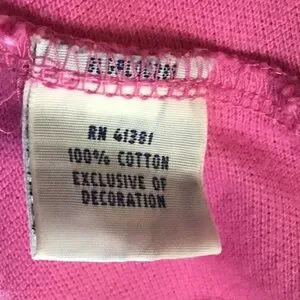 RN 41381
100% COTTON
EXCLUSIVE OF
DECORATION